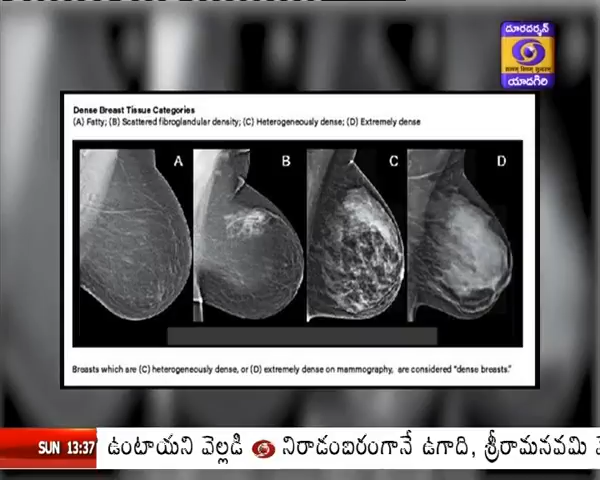 దూరదర్శన్
యాదగిరి
Dense Breast Tissue Categories
(A) Fatty; (B) Scattered fibroglandular density; (C) Heterogeneously dense; (D) Extremely dense
A B C D
Breasts which are (C) heterogeneously dense, or (D) extremely dense on mammography, are considered "dense breasts."
SUN 13:37 ఉంటాయని వెల్లడి నిరాడంబరంగానే ఉగాది, శ్రీరామనవమి